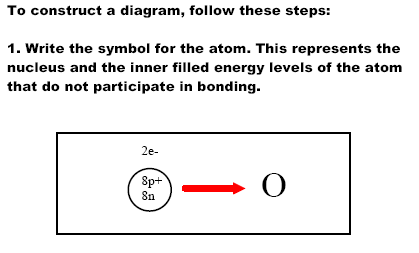 To construct a diagram, follow these steps:
1. Write the symbol for the atom. This represents the
nucleus and the inner filled energy levels of the atom
that do not participate in bonding.
2e-
8p+
8n
O